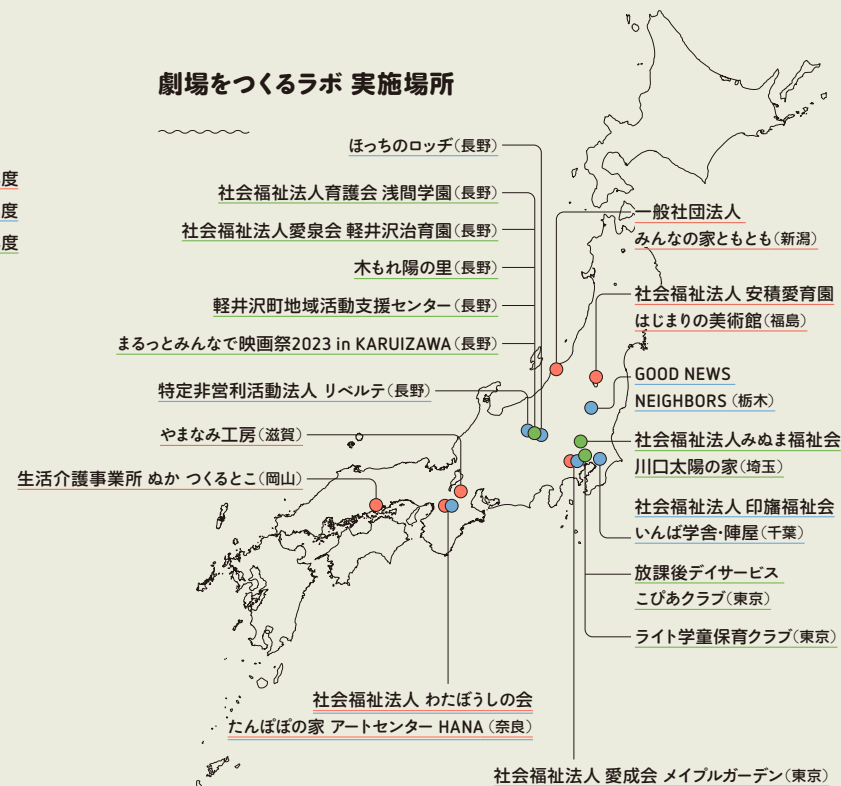 劇場をつくるラボ 実施場所
度
度
度
ほっちのロッヂ（長野）
社会福祉法人育護会 浅間学園（長野）
社会福祉法人愛泉会 軽井沢治育園（長野）
木もれ陽の里（長野）
軽井沢町地域活動支援センター（長野）
まるっとみんなで映画祭2023 in KARUIZAWA（長野）
特定非営利活動法人 リベルテ（長野）
やまなみ工房（滋賀）
生活介護事業所 ぬか つくるとこ（岡山）
一般社団法人
みんなの家ともとも（新潟）
社会福祉法人 安積愛育園
はじまりの美術館（福島）
GOOD NEWS
NEIGHBORS（栃木）
社会福祉法人みぬま福祉会
川口太陽の家（埼玉）
社会福祉法人 印旛福祉会
いんば学舎・陣屋（千葉）
放課後デイサービス
こぴあクラブ（東京）
ライト学童保育クラブ（東京）
社会福祉法人 わたぼうしの会
たんぽぽの家 アートセンター HANA（奈良）
社会福祉法人 愛成会 メイプルガーデン（東京）